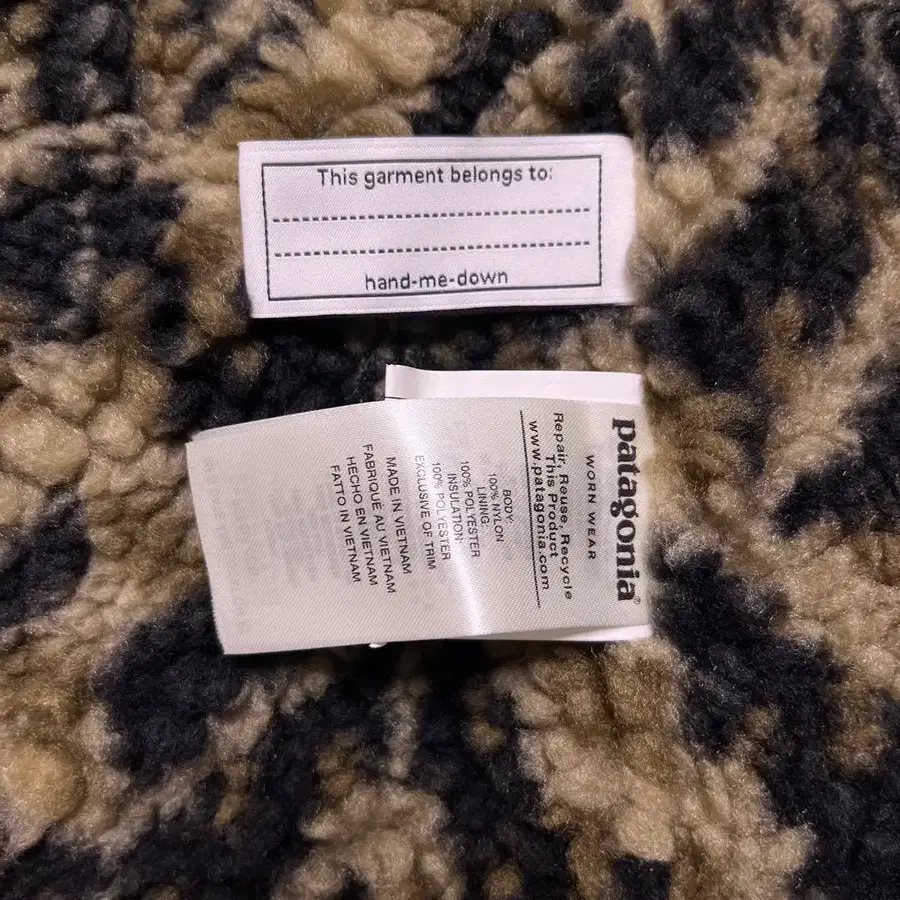 This garment belongs to:
hand-me-down
patagonia®
WORN WEAR
Repair, Reuse, Recycle
This Product
www.patagonia.com
BODY:
100% NYLON
LINING:
100% POLYESTER
INSULATION:
100% POLYESTER
EXCLUSIVE OF TRIM
MADE IN VIETNAM
FABRIQUÉ AU VIETNAM
HECHO EN VIETNAM
FATTO IN VIETNAM